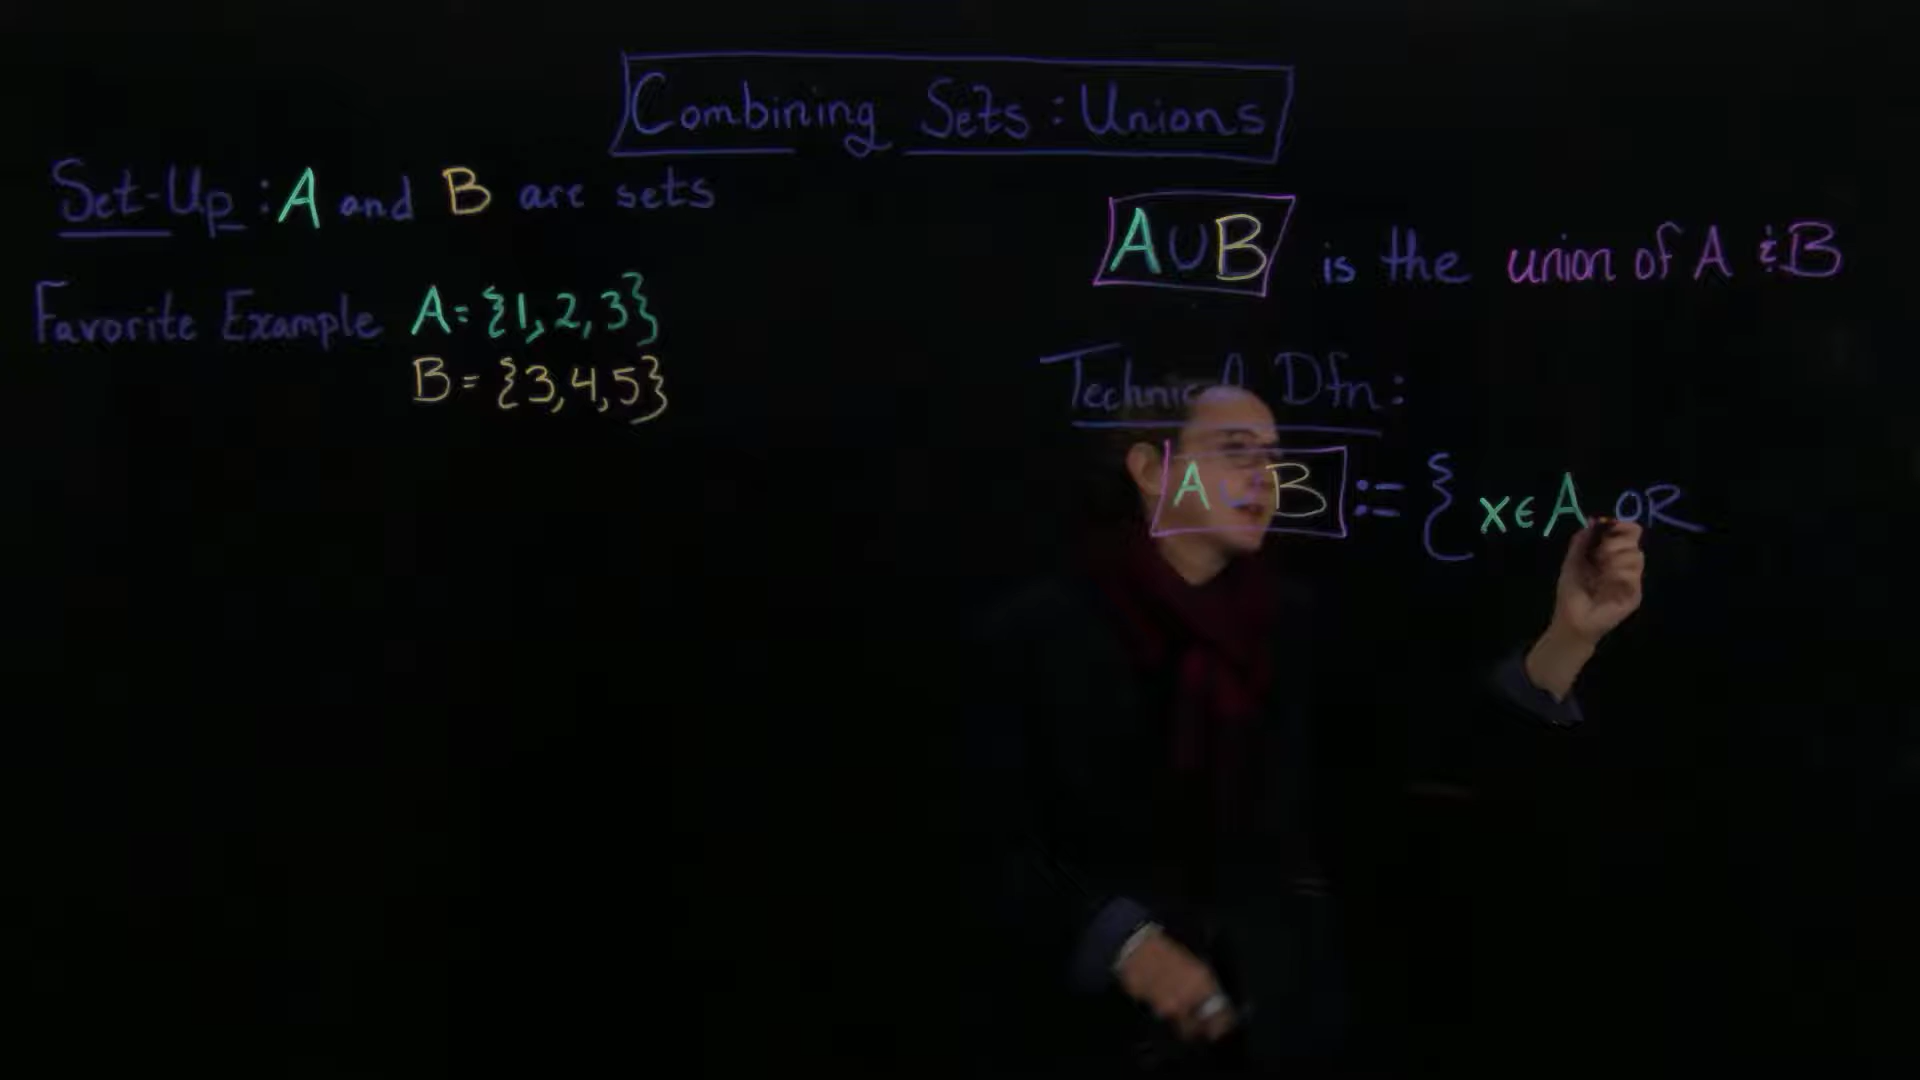 Combining Sets : Unions
Set-Up : A and B are sets
Favorite Example A = {1, 2, 3}
B = {3, 4, 5}
A∪B is the union of A & B
Technical Dfn:
A ∪ B := { x ∈ A OR